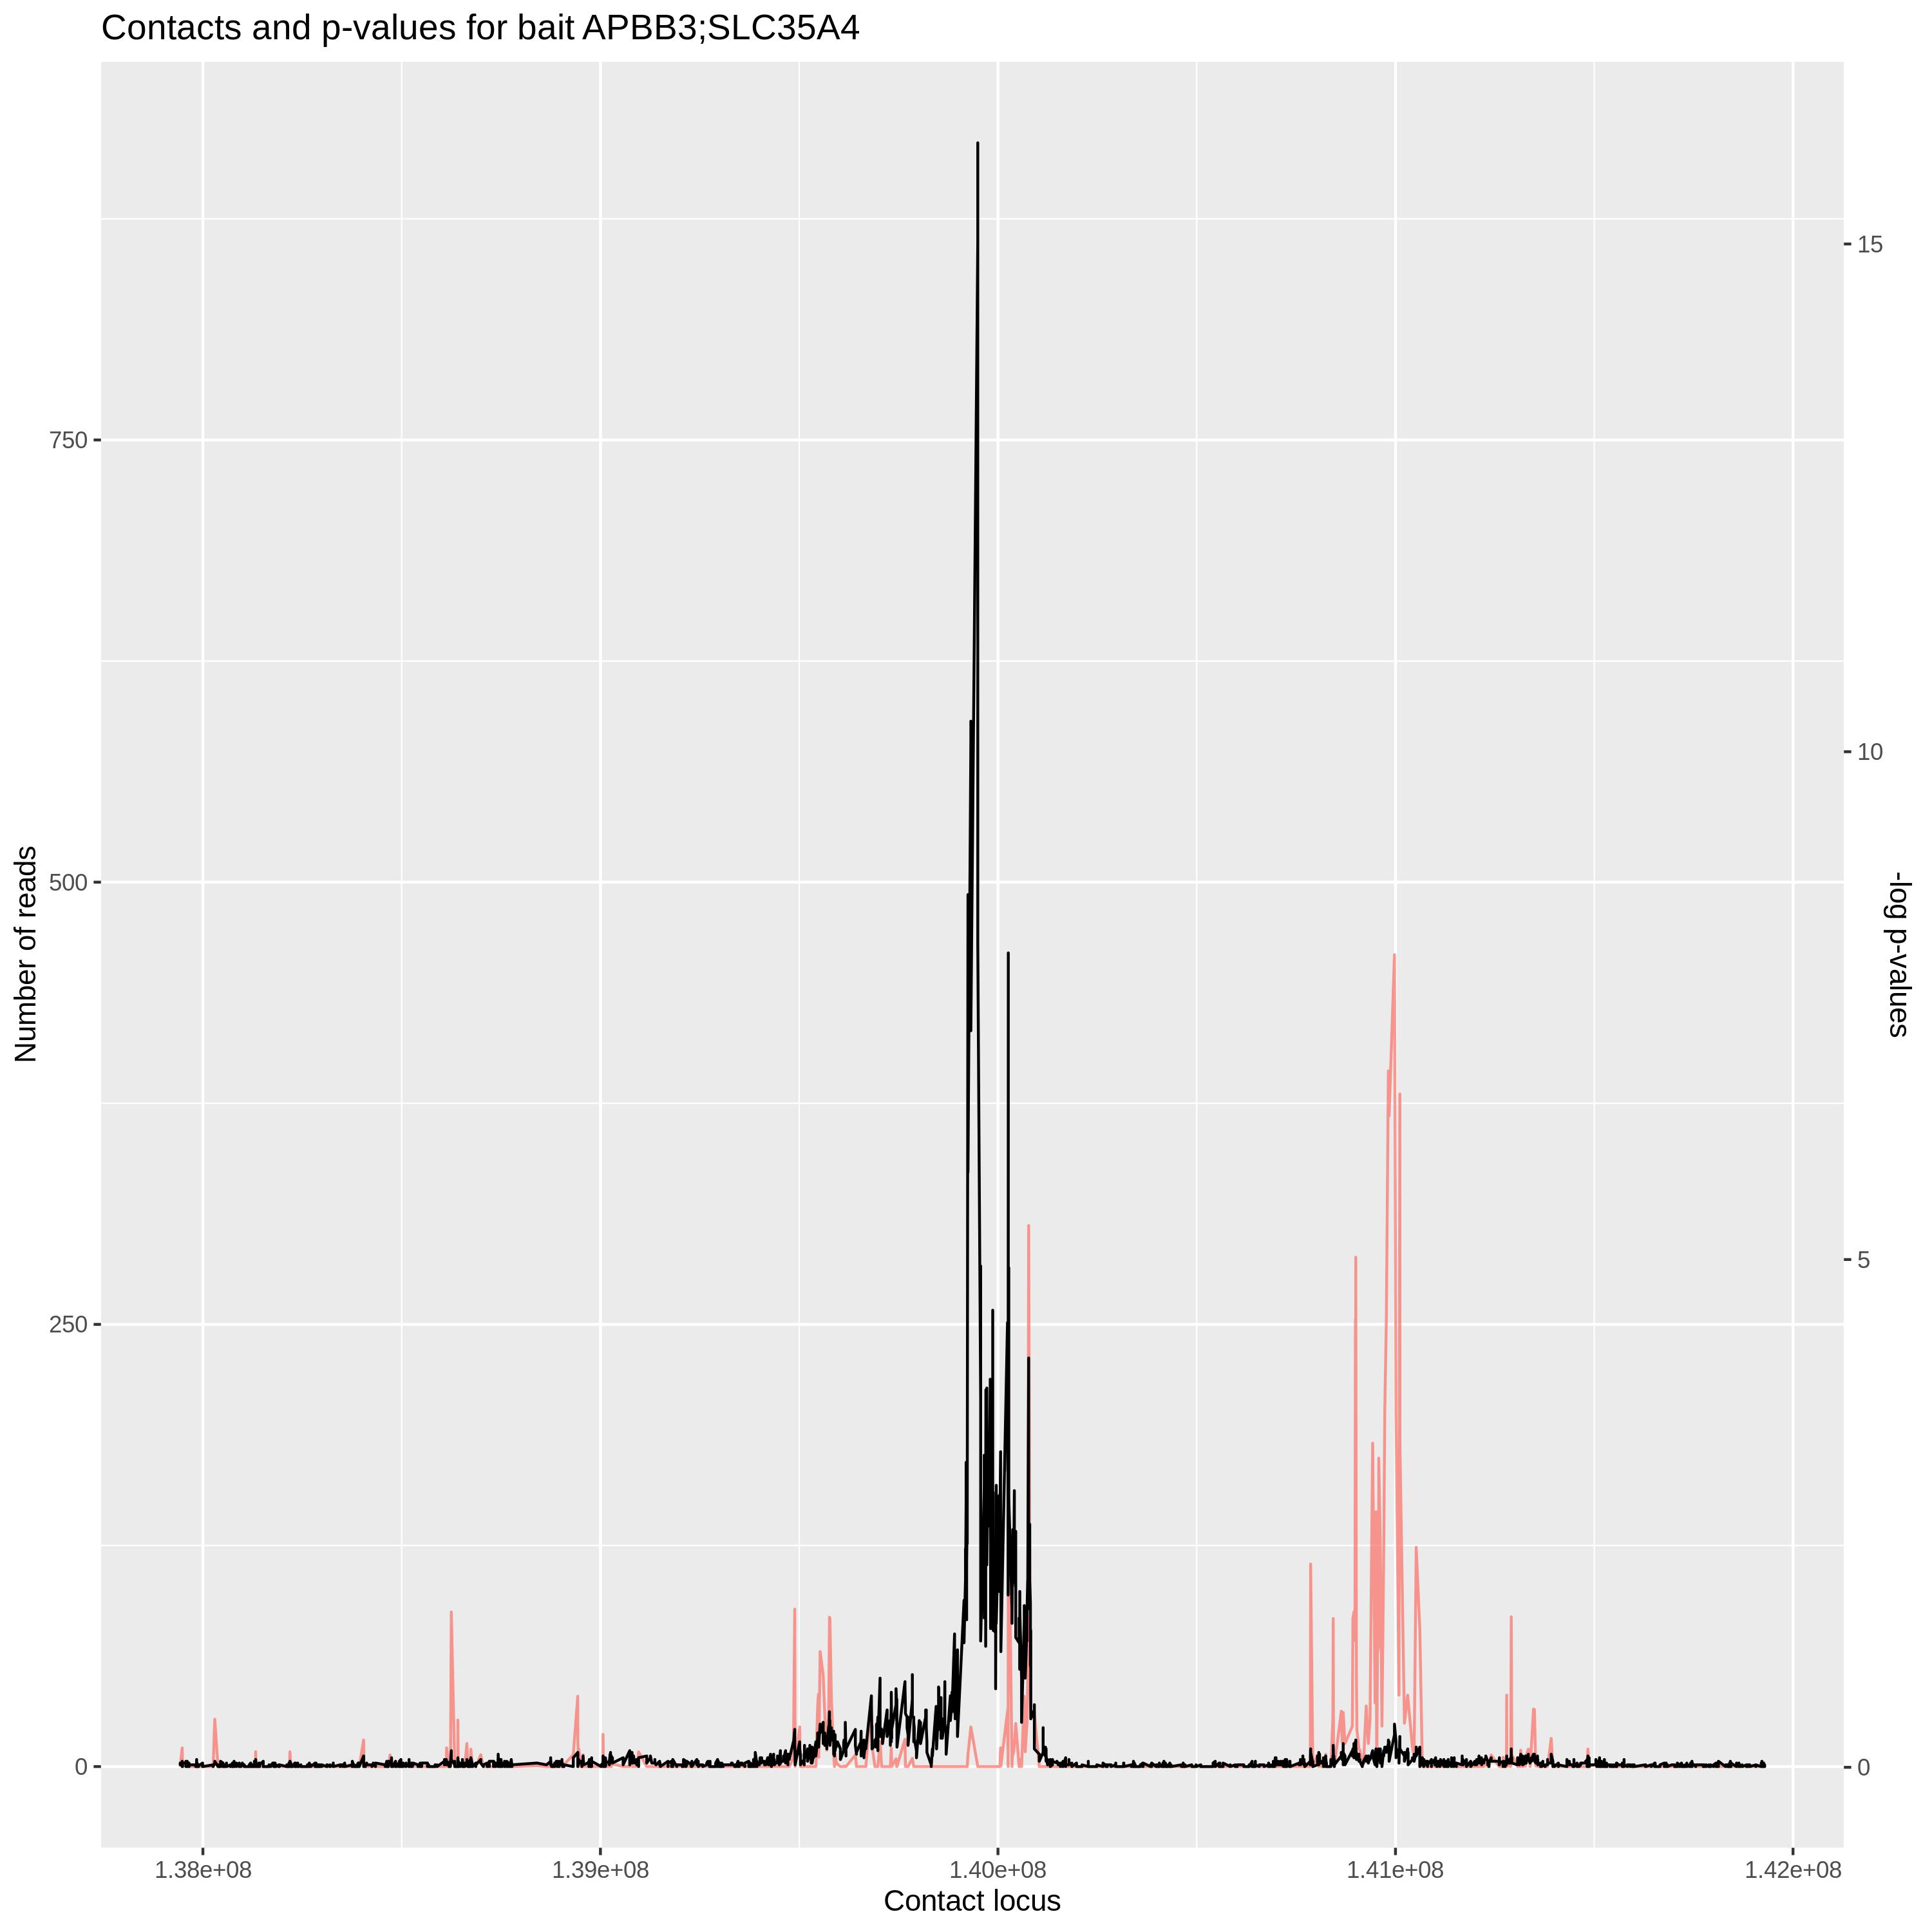 Contacts and p-values for bait APBB3;SLC35A4
Number of reads
750
500
250
0
15
10
5
0
-log p-values
1.38e+08 1.39e+08 1.40e+08 1.41e+08 1.42e+08
Contact locus